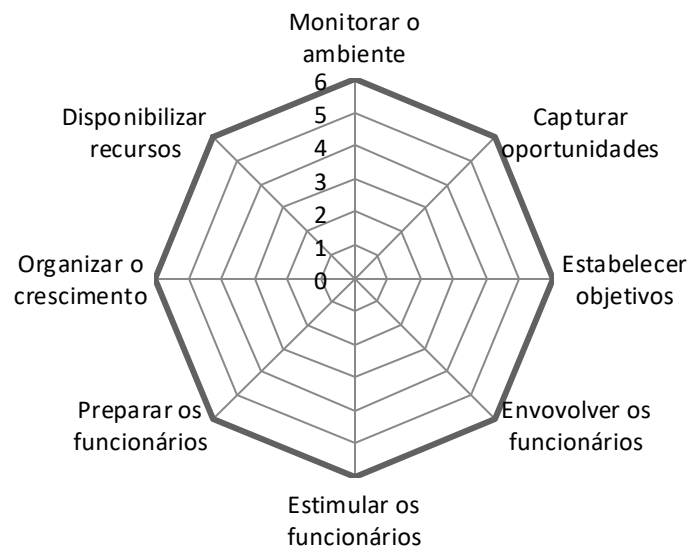 Monitorar o
ambiente
Capturar
oportunidades
Estabelecer
objetivos
Envovolver os
funcionários
Estimular os
funcionários
Preparar os
funcionários
Organizar o
crescimento
Disponibilizar
recursos
6
5
4
3
2
1
0